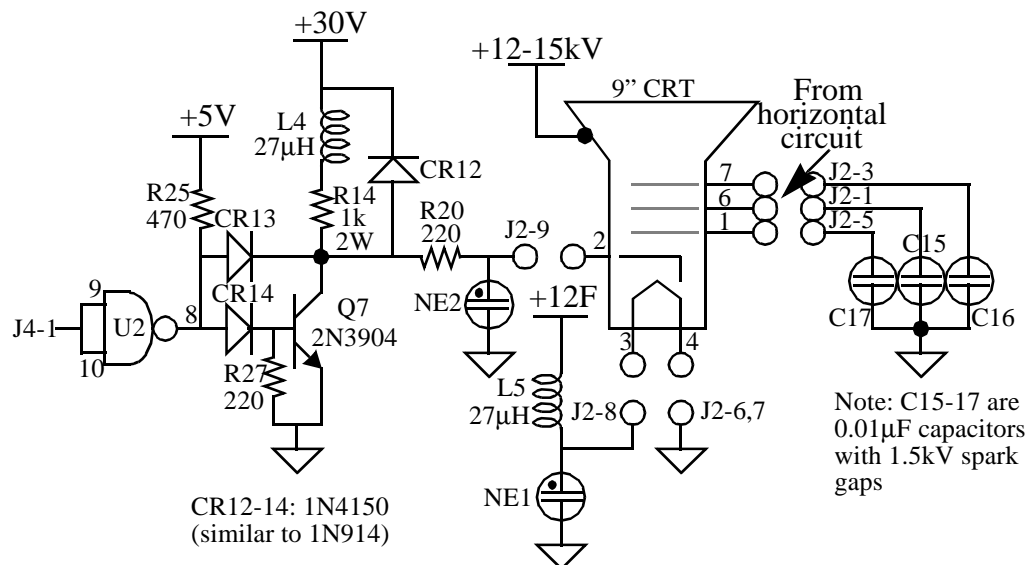 +30V
+12-15kV
9” CRT
From
horizontal
circuit
+5V
L4
27μH
CR12
R25
470
CR13
R14
1k
2W
R20
220
J2-9
2
7
6
1
J2-3
J2-1
J2-5
9
J4-1
U2
10
8
CR14
Q7
2N3904
NE2
+12F
C15
C17
C16
R27
220
3
4
L5
27μH
J2-8
J2-6,7
NE1
Note: C15-17 are
0.01μF capacitors
with 1.5kV spark
gaps
CR12-14: 1N4150
(similar to 1N914)